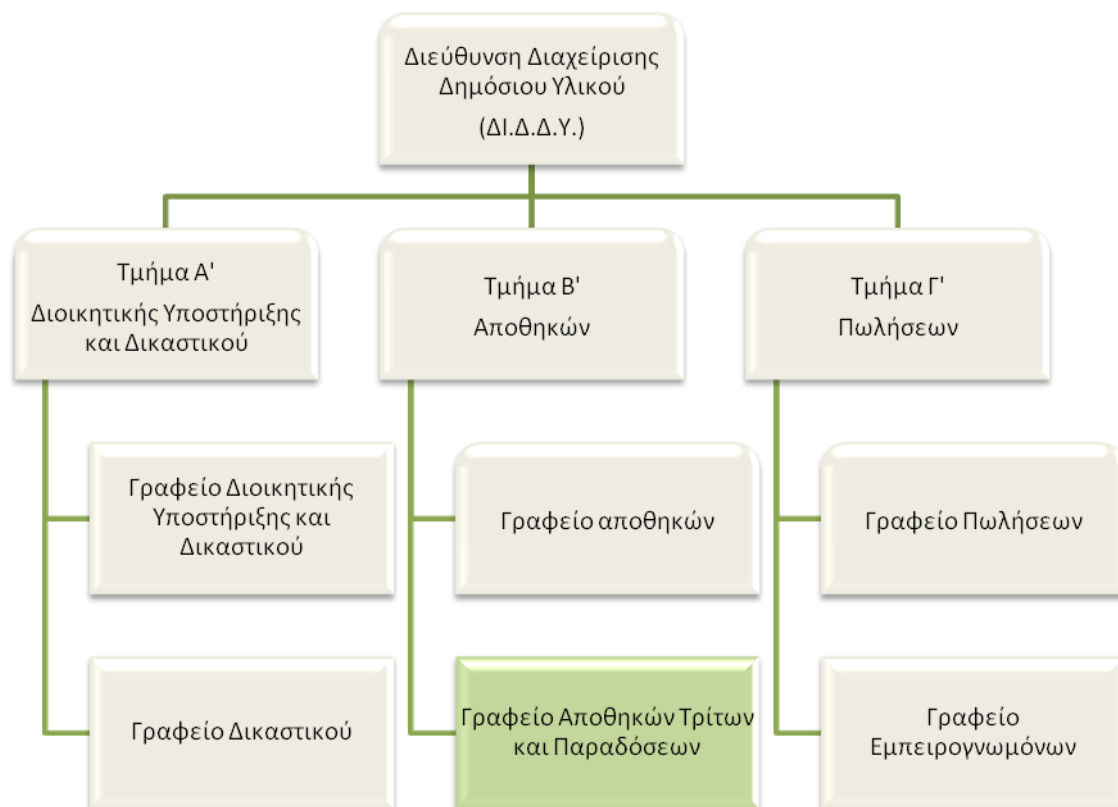 Διεύθυνση Διαχείρισης
Δημόσιου Υλικού
(ΔΙ.Δ.Δ.Υ.)
Τμήμα Α'
Διοικητικής Υποστήριξης
και Δικαστικού
Τμήμα Β'
Αποθηκών
Τμήμα Γ'
Πωλήσεων
Γραφείο Διοικητικής
Υποστήριξης και
Δικαστικού
Γραφείο αποθηκών
Γραφείο Πωλήσεων
Γραφείο Δικαστικού
Γραφείο Αποθηκών Τρίτων
και Παραδόσεων
Γραφείο
Εμπειρογνωμόνων